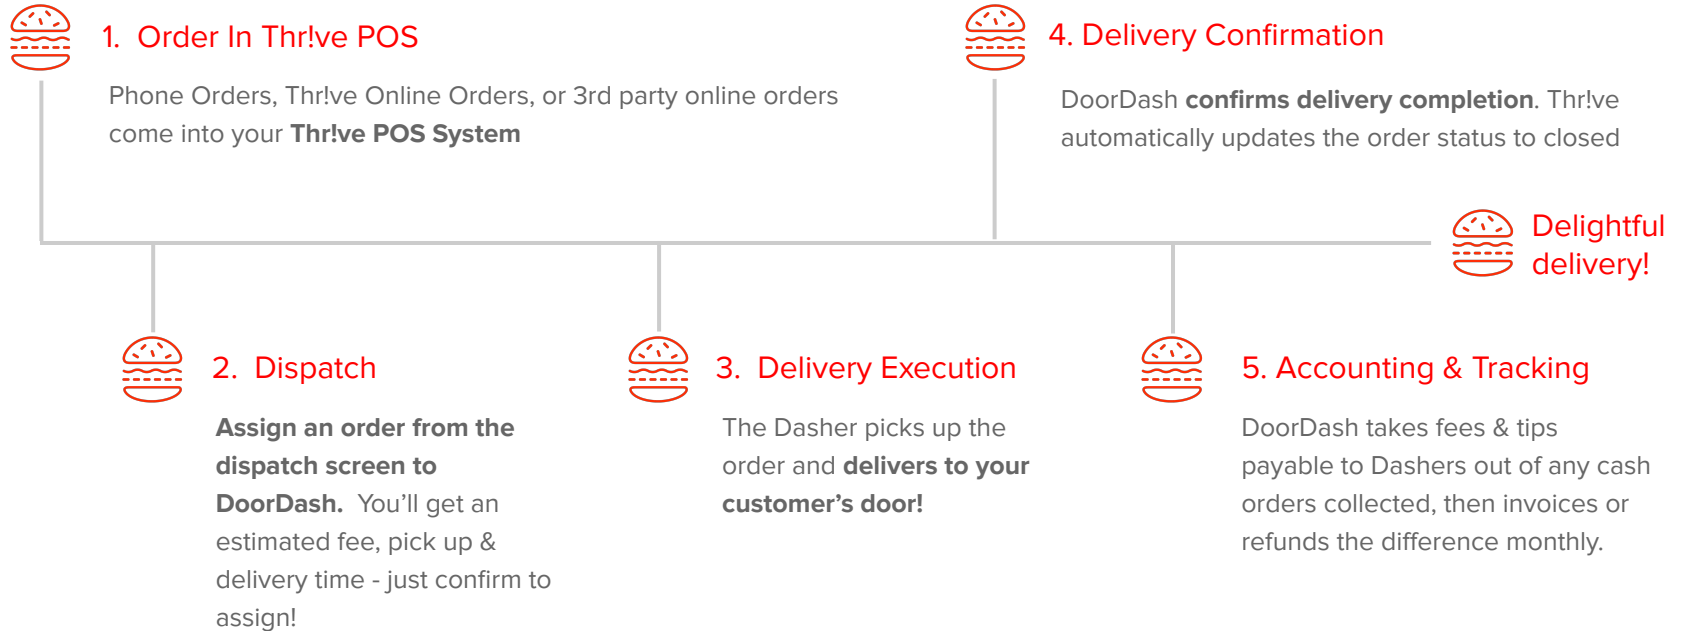 1. Order In Thr!ve POS
Phone Orders, Thr!ve Online Orders, or 3rd party online orders
come into your Thr!ve POS System
4. Delivery Confirmation
DoorDash confirms delivery completion. Thr!ve
automatically updates the order status to closed
Delightful
delivery!
2. Dispatch
Assign an order from the
dispatch screen to
DoorDash. You’ll get an
estimated fee, pick up &
delivery time - just confirm to
assign!
3. Delivery Execution
The Dasher picks up the
order and delivers to your
customer’s door!
5. Accounting & Tracking
DoorDash takes fees & tips
payable to Dashers out of any cash
orders collected, then invoices or
refunds the difference monthly.